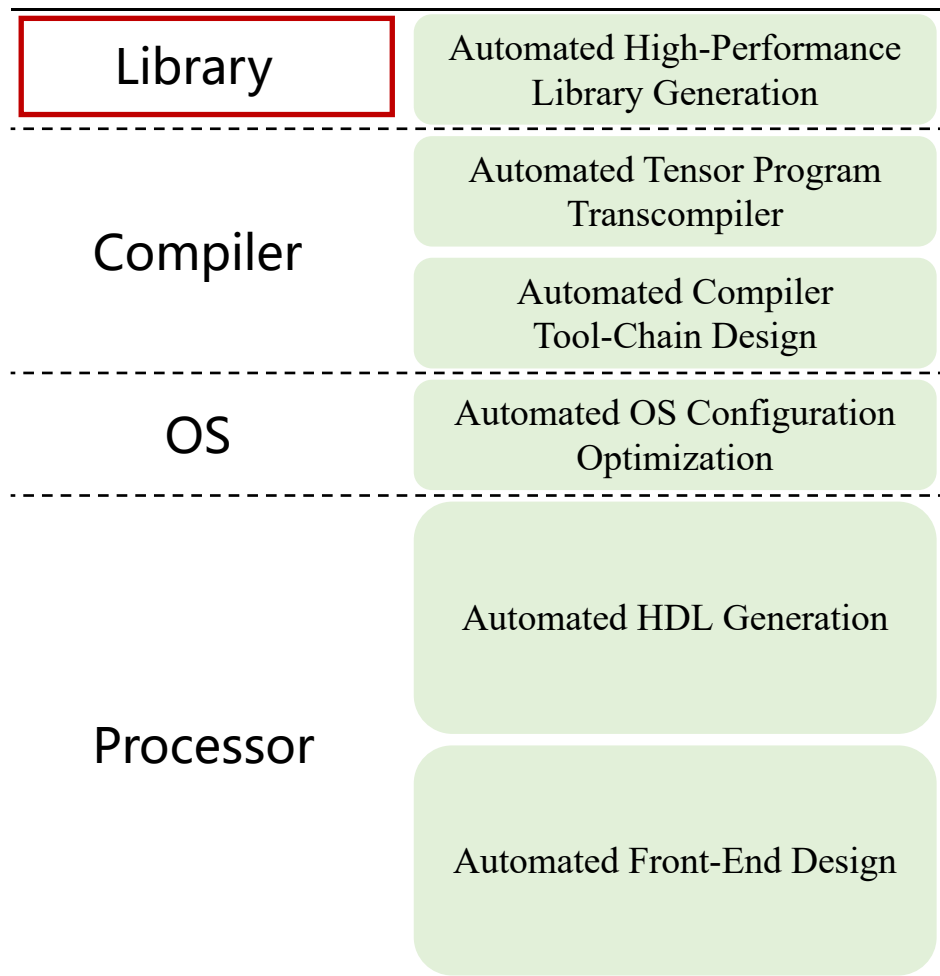 Library
Automated High-Performance
Library Generation
Compiler
Automated Tensor Program
Transcompiler
Automated Compiler
Tool-Chain Design
OS
Automated OS Configuration
Optimization
Processor
Automated HDL Generation
Automated Front-End Design